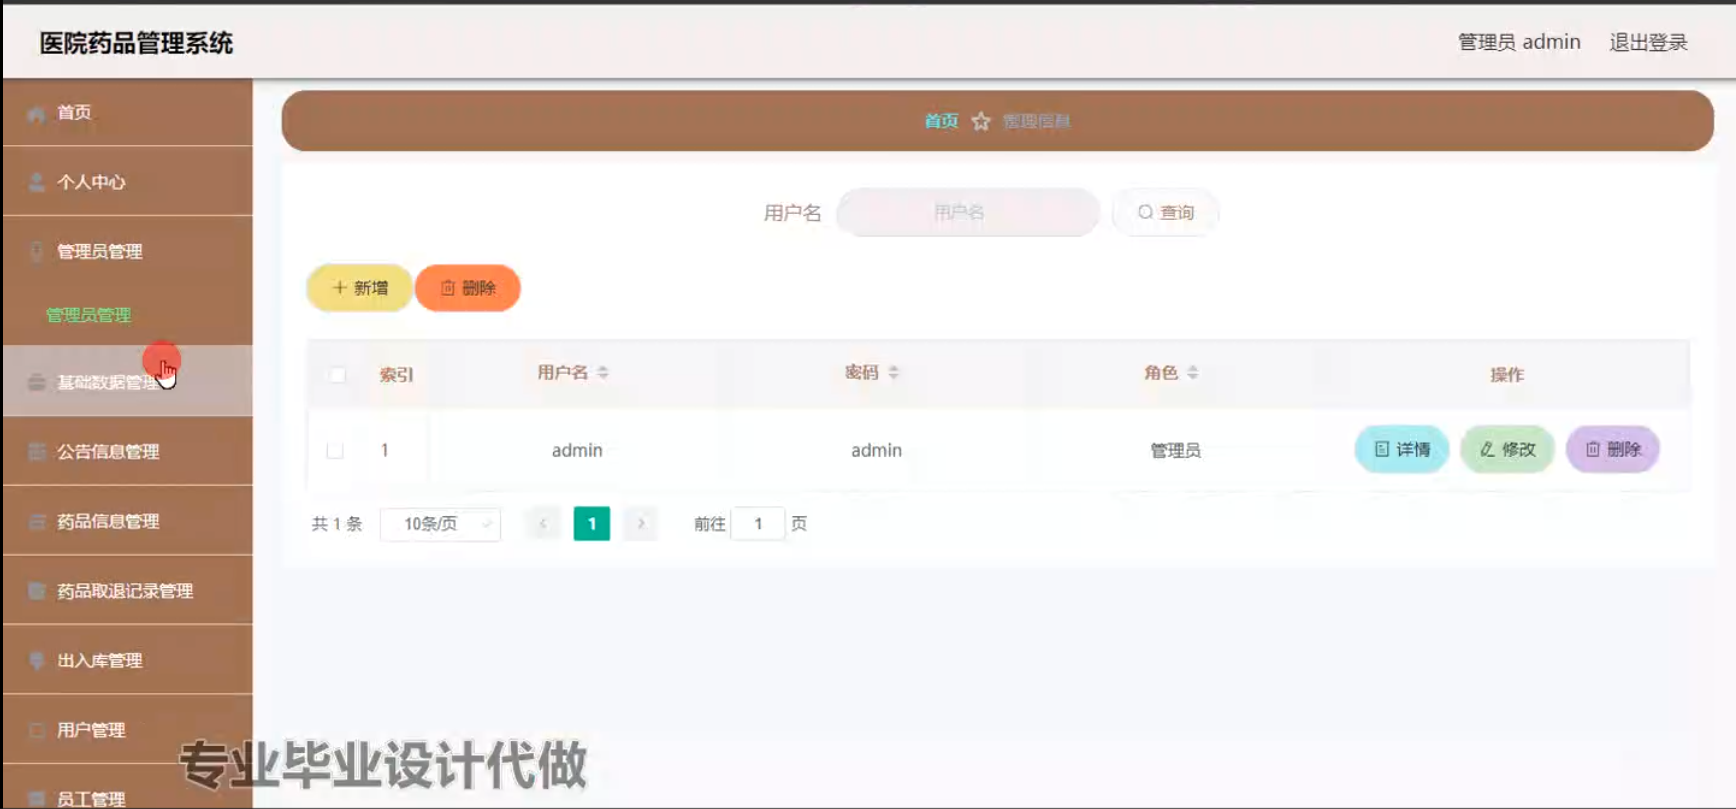 医院药品管理系统
管理员 admin 退出登录
首页
个人中心
管理员管理
管理员管理
基础数据管理
公告信息管理
药品信息管理
药品取退记录管理
出入库管理
用户管理
员工管理
首页 ☆ 管理信息
用户名 用户名 查询
+ 新增 删除
索引 用户名 密码 角色 操作
1 admin admin 管理员 详情 修改 删除
共 1 条 10条/页 < 1 > 前往 1 页
专业毕业设计代做